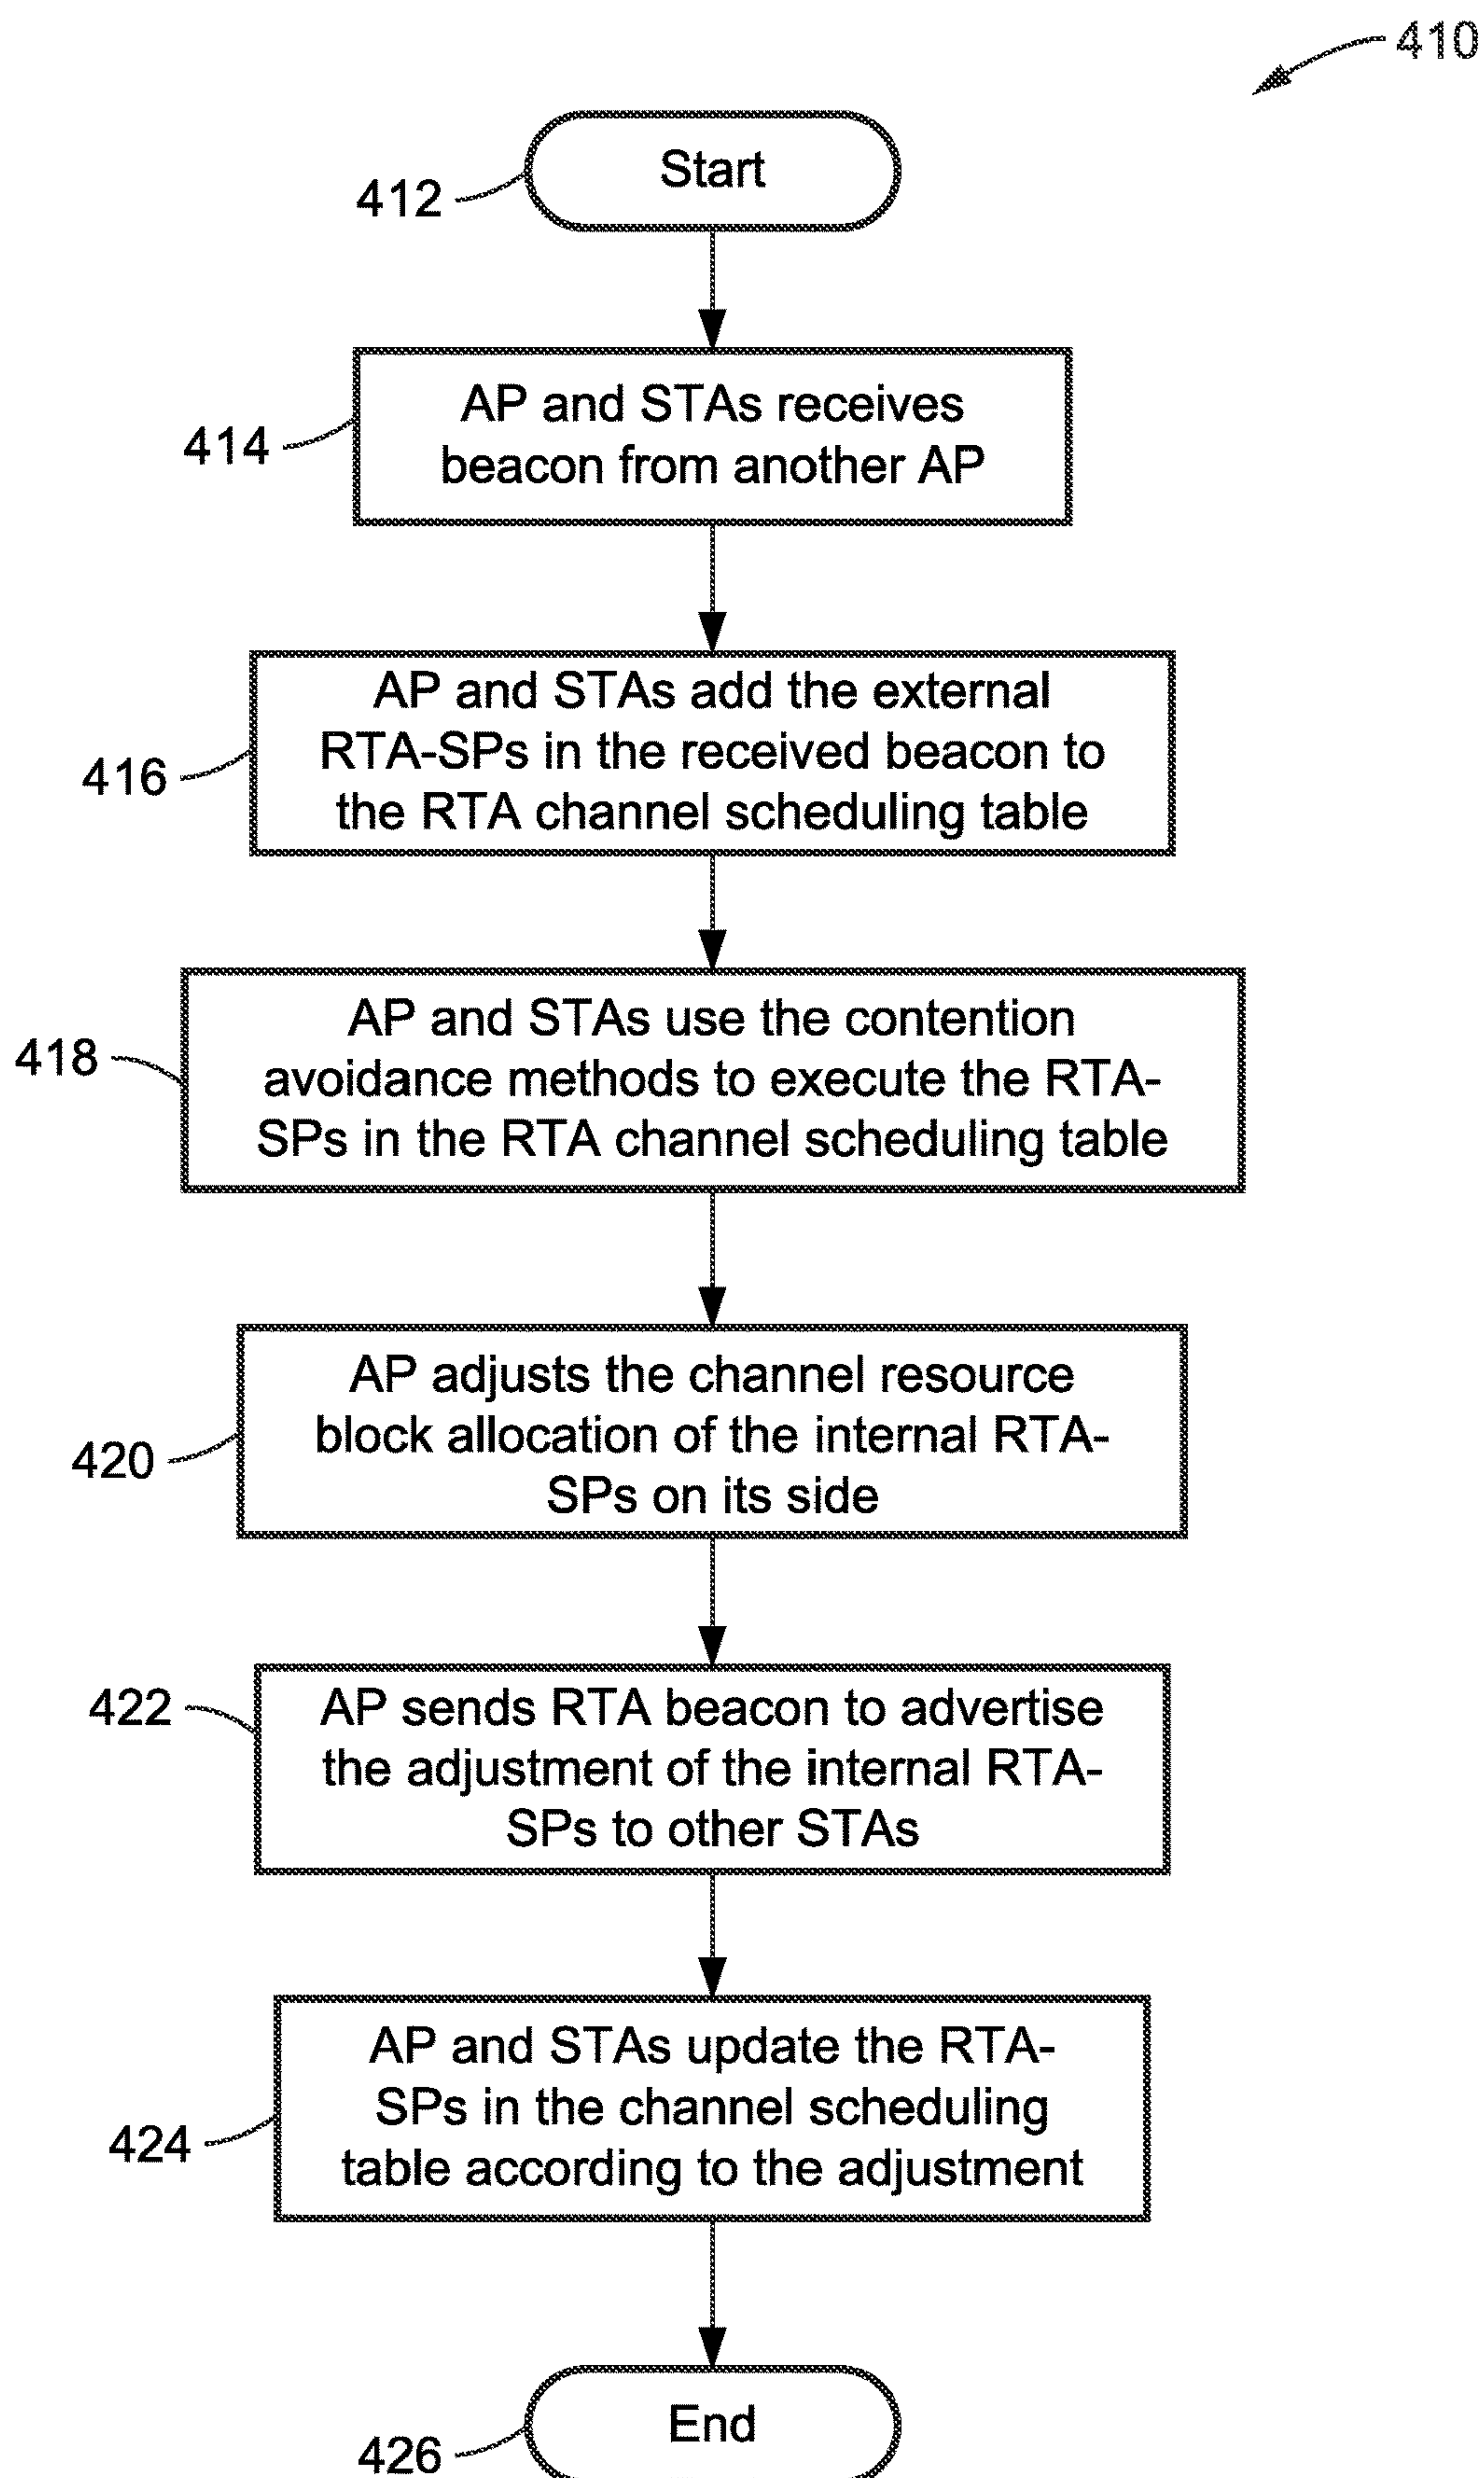 410
412
Start
414
AP and STAs receives
beacon from another AP
416
AP and STAs add the external
RTA-SPs in the received beacon to
the RTA channel scheduling table
418
AP and STAs use the contention
avoidance methods to execute the RTA-
SPs in the RTA channel scheduling table
420
AP adjusts the channel resource
block allocation of the internal RTA-
SPs on its side
422
AP sends RTA beacon to advertise
the adjustment of the internal RTA-
SPs to other STAs
424
AP and STAs update the RTA-
SPs in the channel scheduling
table according to the adjustment
426
End